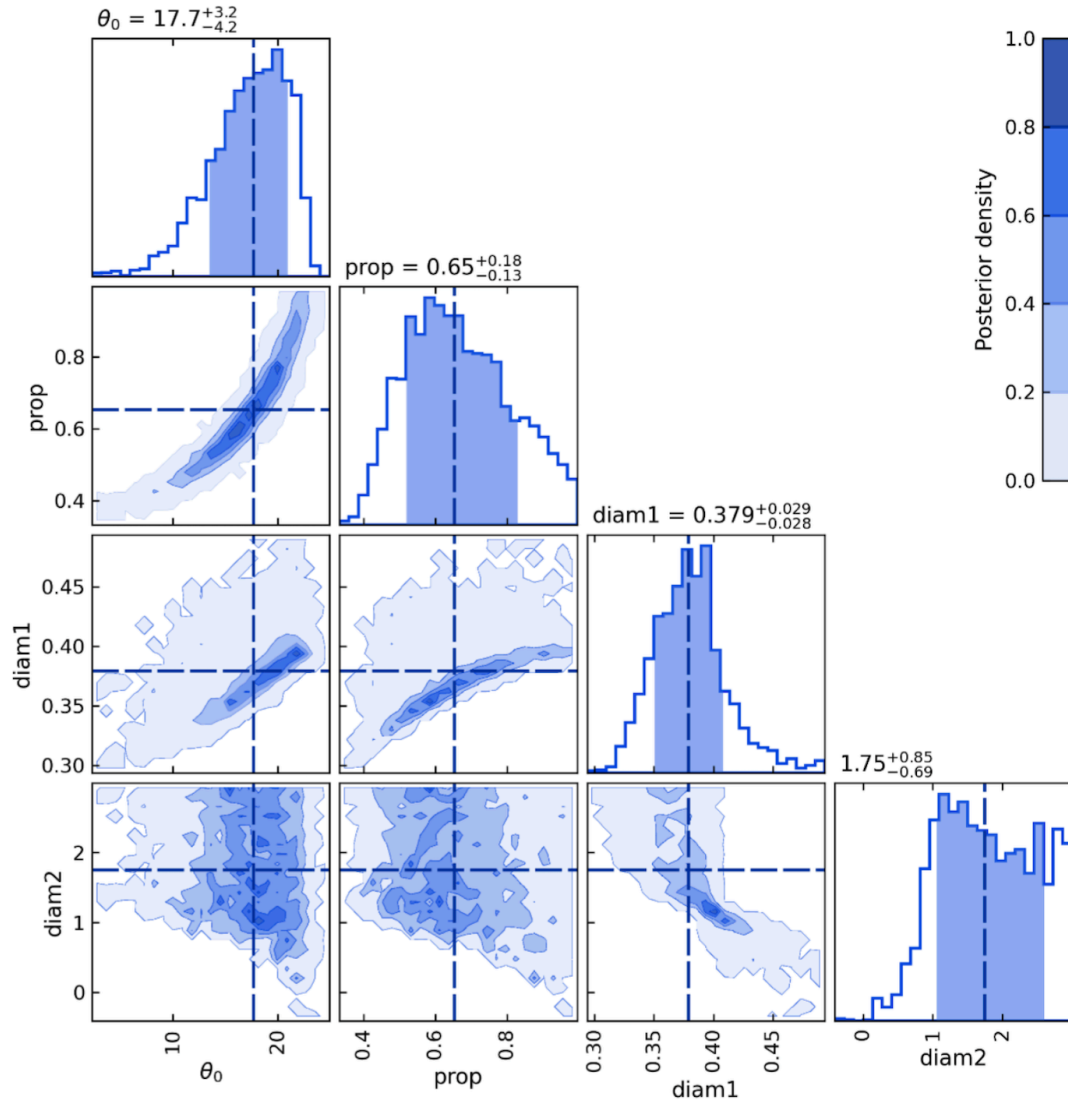 θ₀ = 17.7⁺³·²₋₄.₂
1.0
0.8
0.6
0.4
0.2
0.0
Posterior density
prop = 0.65⁺⁰·¹⁸₋₀.₁₃
prop
0.8
0.6
0.4
diam1 = 0.379⁺⁰·⁰²⁹₋₀.₀₂₈
diam1
0.45
0.40
0.35
0.30
1.75⁺⁰·⁸⁵₋₀.₆₉
diam2
2
1
0
10
20
θ₀
0.4
0.6
0.8
prop
0.30
0.35
0.40
0.45
diam1
0
1
2
diam2